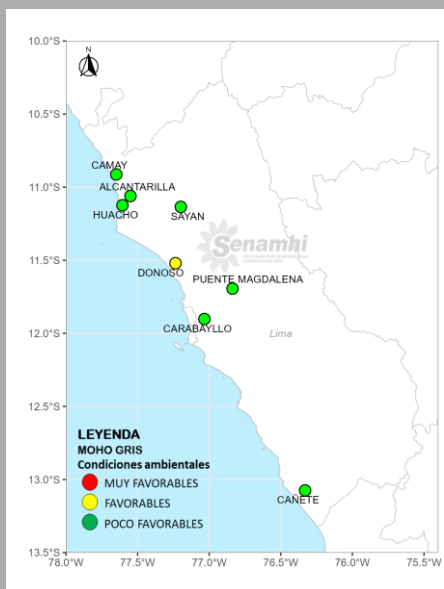 N
10.0°S
10.5°S
11.0°S
11.5°S
12.0°S
12.5°S
13.0°S
13.5°S
CAMAY
ALCANTARILLA
HUACHO
SAYAN
Senamhi
DONOSO
PUENTE MAGDALENA
CARABAYLLO
Lima
CAÑETE
LEYENDA
MOHO GRIS
Condiciones ambientales
MUY FAVORABLES
FAVORABLES
POCO FAVORABLES
78.0°W
77.5°W
77.0°W
76.5°W
76.0°W
75.5°W